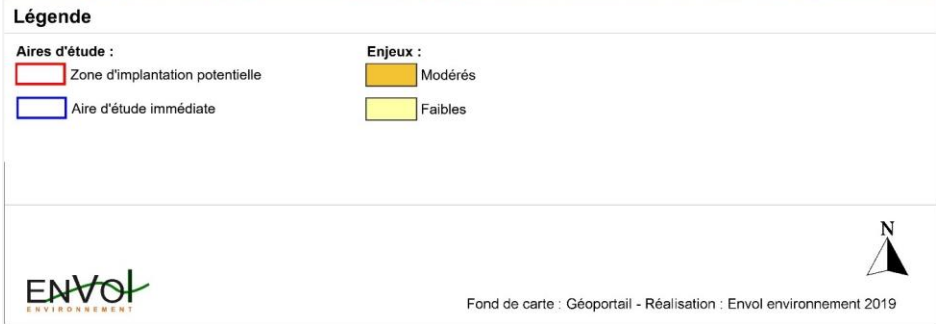 Légende
Aires d'étude :
Zone d'implantation potentielle
Aire d'étude immédiate
Enjeux :
Modérés
Faibles
N
ENVOL
ENVIRONNEMENT
Fond de carte : Géoportail - Réalisation : Envol environnement 2019